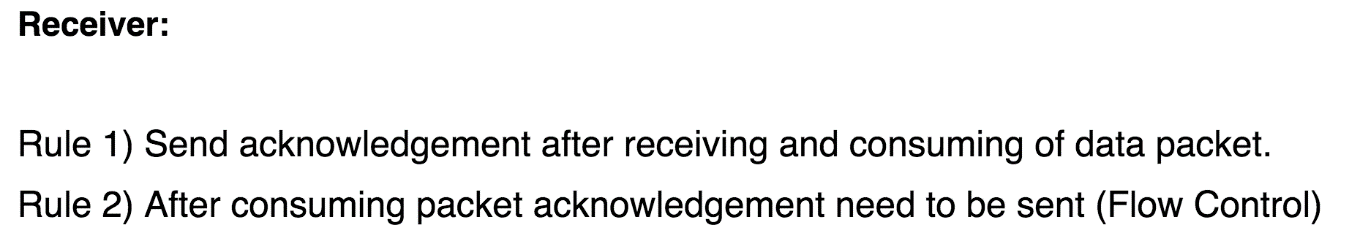 Receiver:
Rule 1) Send acknowledgement after receiving and consuming of data packet.
Rule 2) After consuming packet acknowledgement need to be sent (Flow Control)